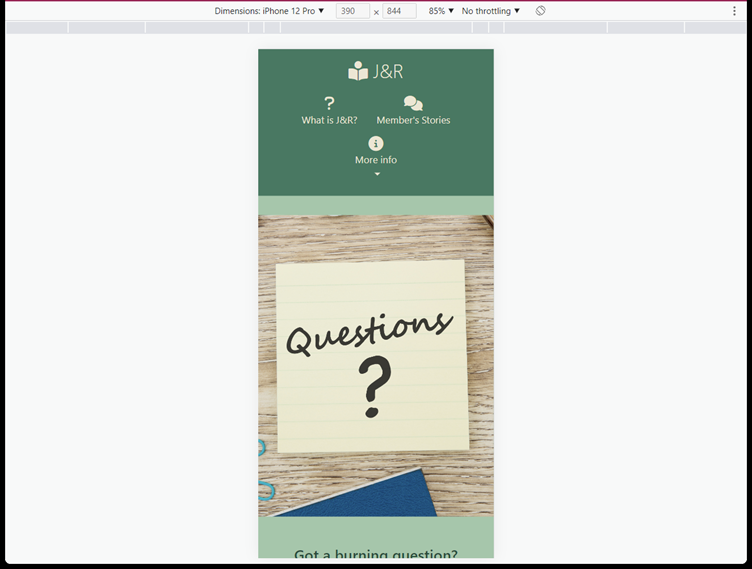 Dimensions: iPhone 12 Pro ▼ 390 × 844 85% ▼ No throttling ▼
J&R
? 
What is J&R? Member's Stories
i
More info
Questions
?
Got a burning question?